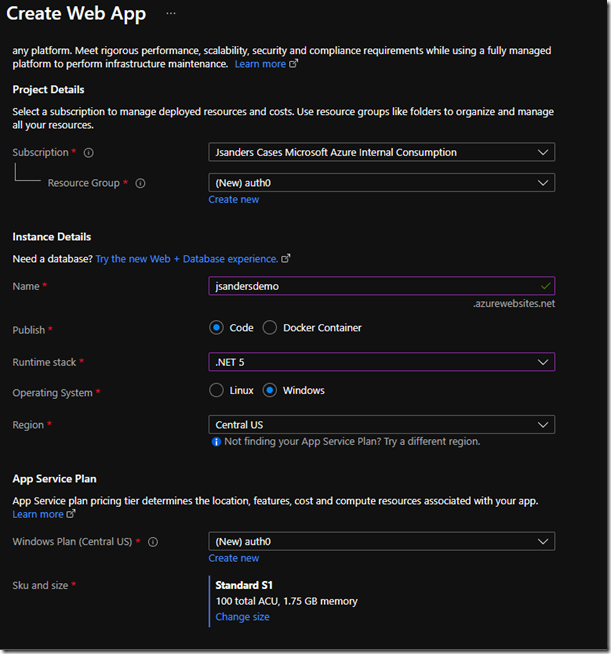 Create Web App ...
any platform. Meet rigorous performance, scalability, security and compliance requirements while using a fully managed
platform to perform infrastructure maintenance. Learn more
Project Details
Select a subscription to manage deployed resources and costs. Use resource groups like folders to organize and manage
all your resources.
Subscription * Jsanders Cases Microsoft Azure Internal Consumption
Resource Group * (New) auth0
Create new
Instance Details
Need a database? Try the new Web + Database experience.
Name * jsandersdemo
.azurewebsites.net
Publish * Code Docker Container
Runtime stack * .NET 5
Operating System * Linux Windows
Region * Central US
Not finding your App Service Plan? Try a different region.
App Service Plan
App Service plan pricing tier determines the location, features, cost and compute resources associated with your app.
Learn more
Windows Plan (Central US) * (New) auth0
Create new
Sku and size * Standard S1
100 total ACU, 1.75 GB memory
Change size